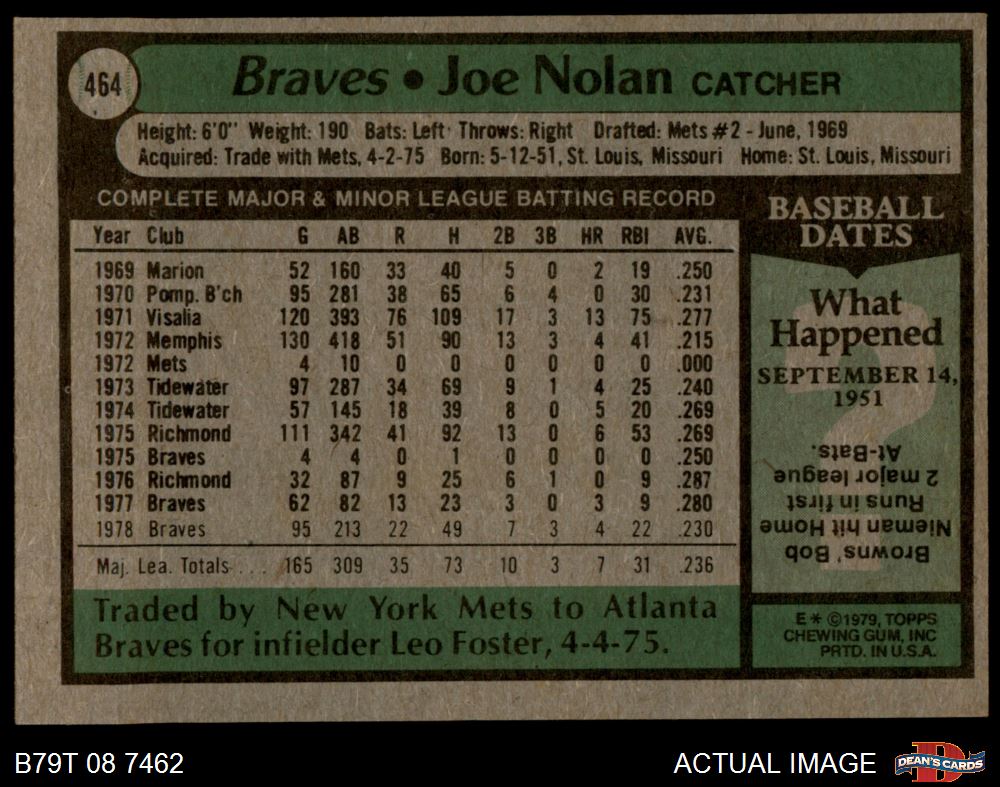 464
Braves • Joe Nolan CATCHER
Height: 6'0" Weight: 190 Bats: Left Throws: Right Drafted: Mets #2 - June, 1969
Acquired: Trade with Mets, 4-2-75 Born: 5-12-51, St. Louis, Missouri Home: St. Louis, Missouri
COMPLETE MAJOR & MINOR LEAGUE BATTING RECORD
Year Club G AB R H 2B 3B HR RBI AVG.
1969 Marion 52 160 33 40 5 0 2 19 .250
1970 Pomp. B'ch 95 281 38 65 6 4 0 30 .231
1971 Visalia 120 393 76 109 17 3 13 75 .277
1972 Memphis 130 418 51 90 13 3 4 41 .215
1972 Mets 4 10 0 0 0 0 0 0 .000
1973 Tidewater 97 287 34 69 9 1 4 25 .240
1974 Tidewater 57 145 18 39 8 0 5 20 .269
1975 Richmond 111 342 41 92 13 0 6 53 .269
1975 Braves 4 4 0 1 0 0 0 0 .250
1976 Richmond 32 87 9 25 6 1 0 9 .287
1977 Braves 62 82 13 23 3 0 3 9 .280
1978 Braves 95 213 22 49 7 3 4 22 .230
Maj. Lea. Totals . . . 165 309 35 73 10 3 7 31 .236
Traded by New York Mets to Atlanta
Braves for infielder Leo Foster, 4-4-75.
BASEBALL
DATES
What
Happened
SEPTEMBER 14,
1951
?
Browns' Bob
Nieman hit Home
Runs in first
2 major league
At-Bats.
E * ©1979, TOPPS
CHEWING GUM, INC
PRTD. IN U.S.A.
B79T 08 7462
ACTUAL IMAGE
DEAN'S CARDS